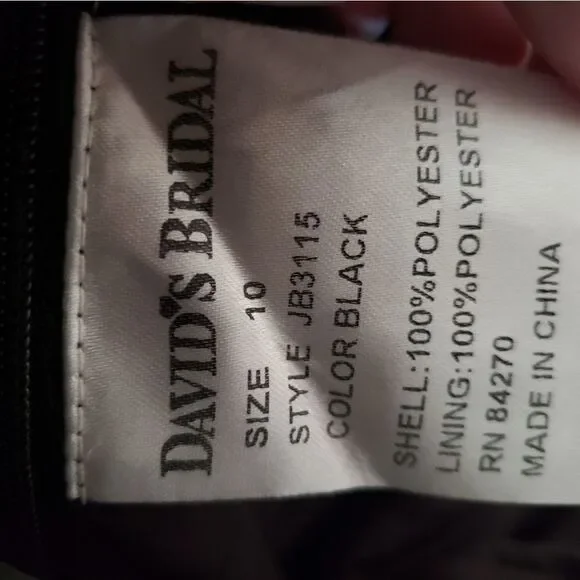 DAVID'S BRIDAL
SIZE 10
STYLE JB3115
COLOR BLACK
SHELL:100%POLYESTER
LINING:100%POLYESTER
RN 84270
MADE IN CHINA